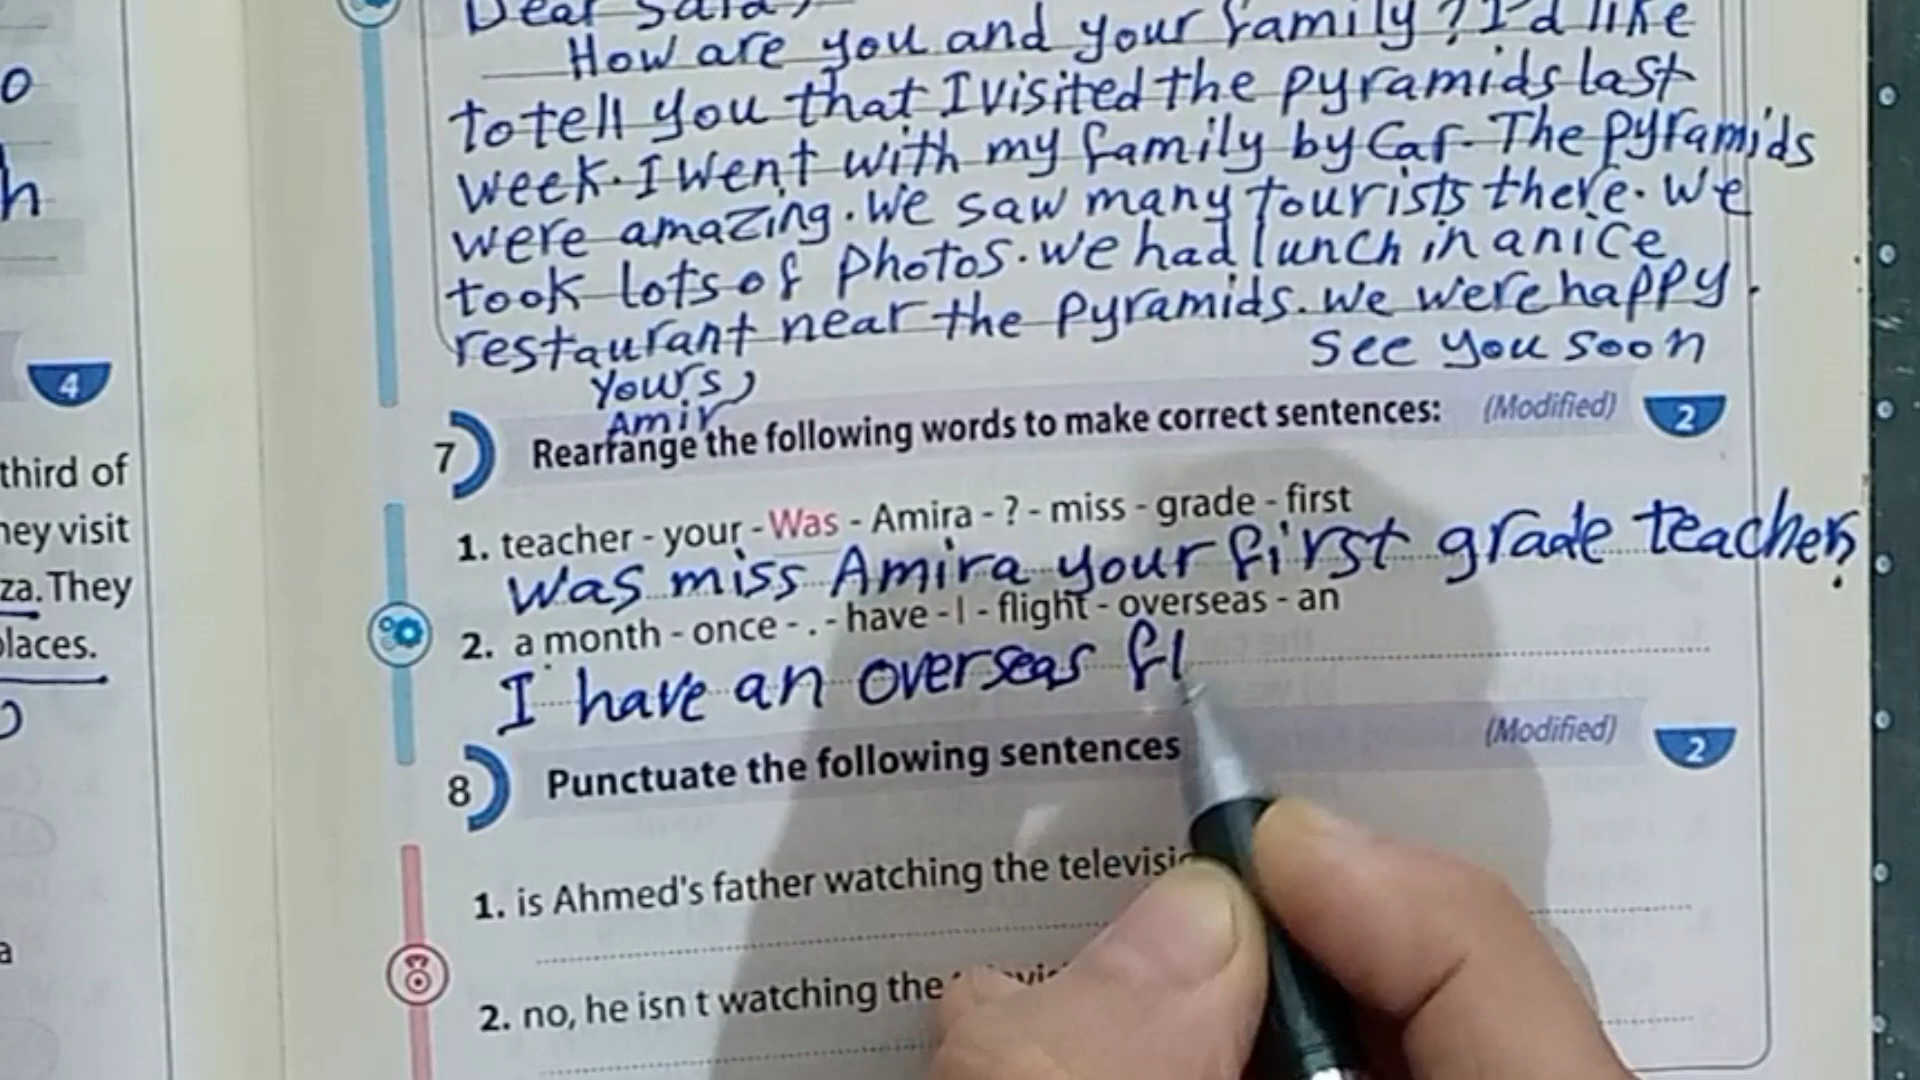 Dear Said,
How are you and your family? I'd like
to tell you that I visited the pyramids last
week. I went with my family by Car. The pyramids
were amazing. We saw many tourists there. We
took lots of photos. we had lunch in a nice
restaurant near the pyramids. we were happy.
See you soon
Yours,
Amir
4
7 Rearrange the following words to make correct sentences: (Modified) 2
third of
hey visit
za. They
places.
1. teacher - your - Was - Amira - ? - miss - grade - first
Was miss Amira your first grade teacher?
2. a month - once - . - have - I - flight - overseas - an
I have an overseas fl
8 Punctuate the following sentences (Modified) 2
1. is Ahmed's father watching the televisi
2. no, he isn t watching the